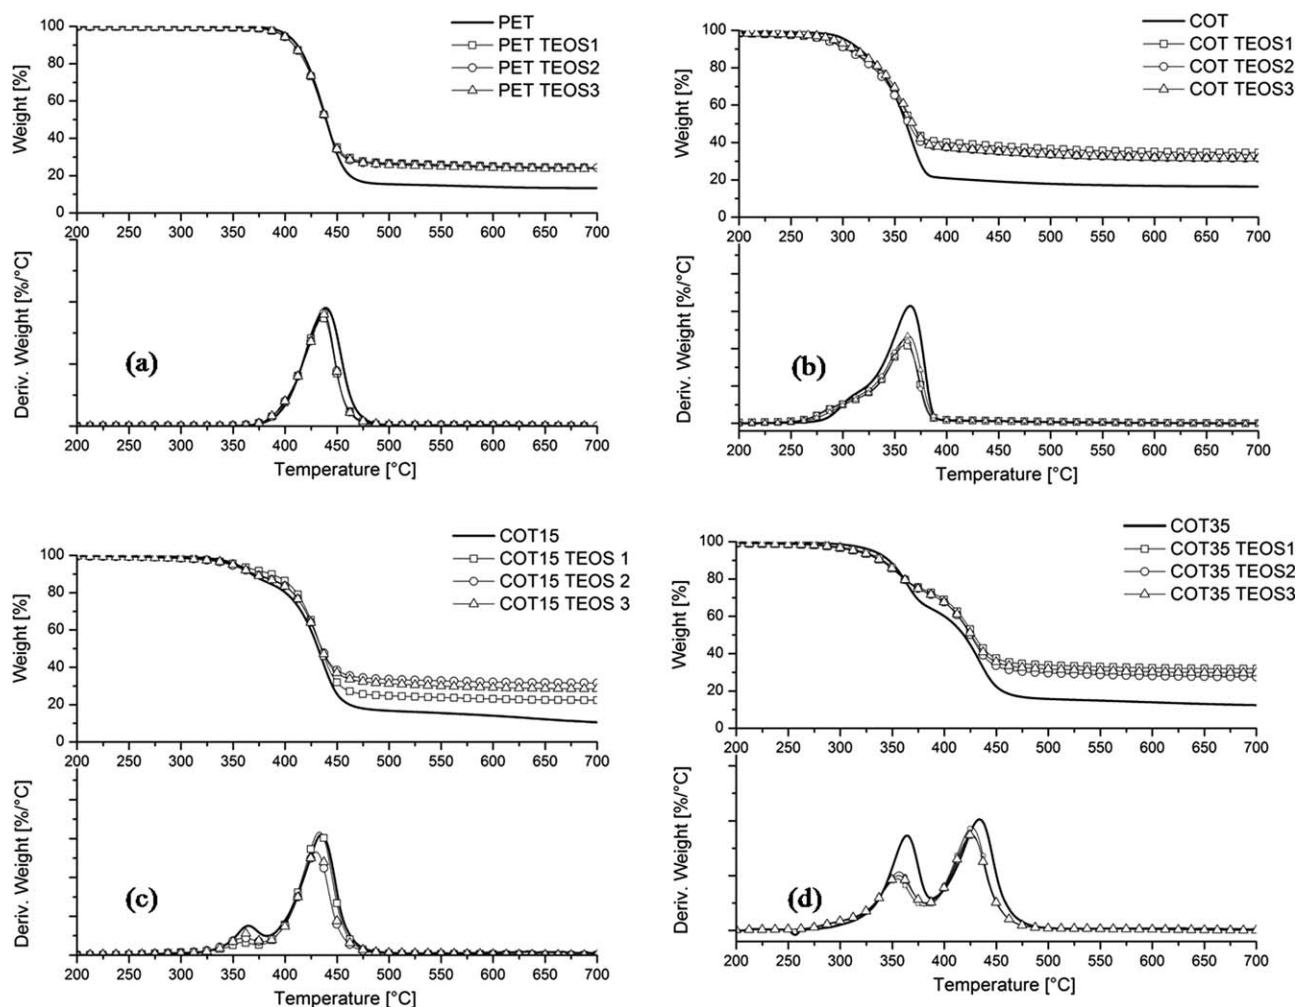 PET
PET TEOS1
PET TEOS2
PET TEOS3
Weight [%]
100
80
60
40
20
0
200 250 300 350 400 450 500 550 600 650 700
Deriv. Weight [%/°C]
(a)
200 250 300 350 400 450 500 550 600 650 700
Temperature [°C]
COT
COT TEOS1
COT TEOS2
COT TEOS3
Weight [%]
100
80
60
40
20
0
200 250 300 350 400 450 500 550 600 650 700
Deriv. Weight [%/°C]
(b)
200 250 300 350 400 450 500 550 600 650 700
Temperature [°C]
COT15
COT15 TEOS 1
COT15 TEOS 2
COT15 TEOS 3
Weight [%]
100
80
60
40
20
0
200 250 300 350 400 450 500 550 600 650 700
Deriv. Weight [%/°C]
(c)
200 250 300 350 400 450 500 550 600 650 700
Temperature [°C]
COT35
COT35 TEOS1
COT35 TEOS2
COT35 TEOS3
Weight [%]
100
80
60
40
20
0
200 250 300 350 400 450 500 550 600 650 700
Deriv. Weight [%/°C]
(d)
200 250 300 350 400 450 500 550 600 650 700
Temperature [°C]